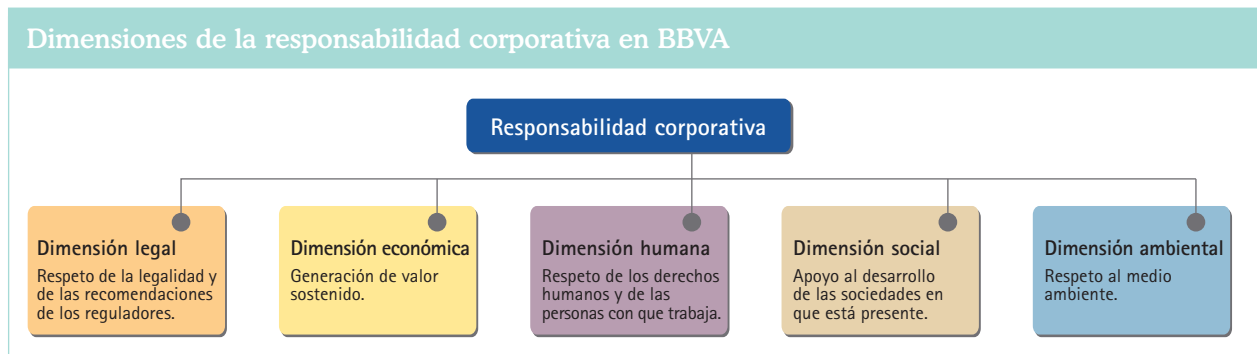 Dimensiones de la responsabilidad corporativa en BBVA
Responsabilidad corporativa
Dimensión legal
Respeto de la legalidad y
de las recomendaciones
de los reguladores.
Dimensión económica
Generación de valor
sostenido.
Dimensión humana
Respeto de los derechos
humanos y de las
personas con que trabaja.
Dimensión social
Apoyo al desarrollo
de las sociedades en
que está presente.
Dimensión ambiental
Respeto al medio
ambiente.